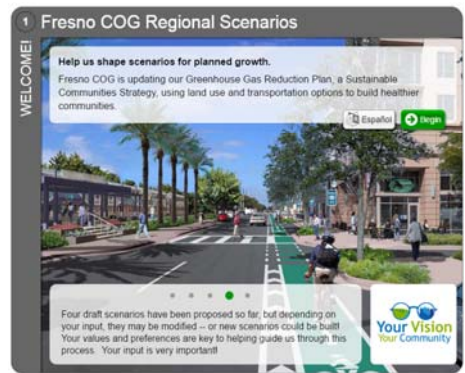 1 Fresno COG Regional Scenarios
WELCOME!
Help us shape scenarios for planned growth.
Fresno COG is updating our Greenhouse Gas Reduction Plan, a Sustainable
Communities Strategy, using land use and transportation options to build healthier
communities.
Español
Begin
Four draft scenarios have been proposed so far, but depending on
your input, they may be modified -- or new scenarios could be built!
Your values and preferences are key to helping guide us through this
process. Your input is very important!
Your Vision
Your Community